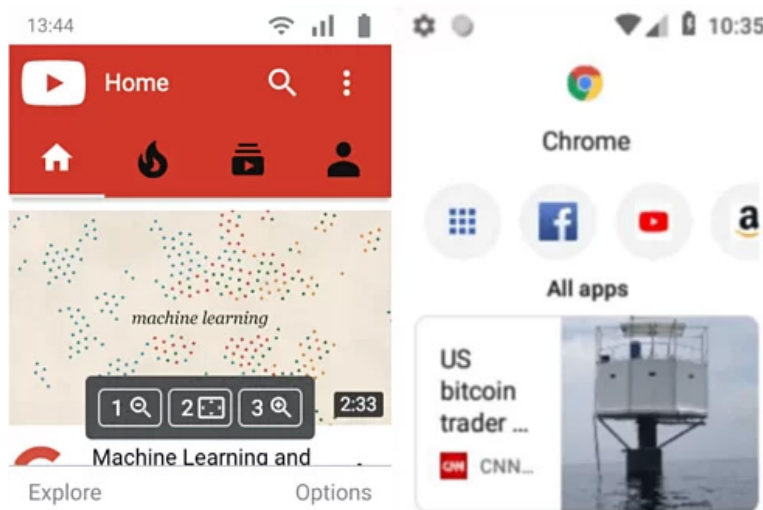 13:44
Home
machine learning
1 2 3
2:33
Machine Learning and
Explore Options
10:35
Chrome
a
All apps
US
bitcoin
trader ...
CNN CNN...